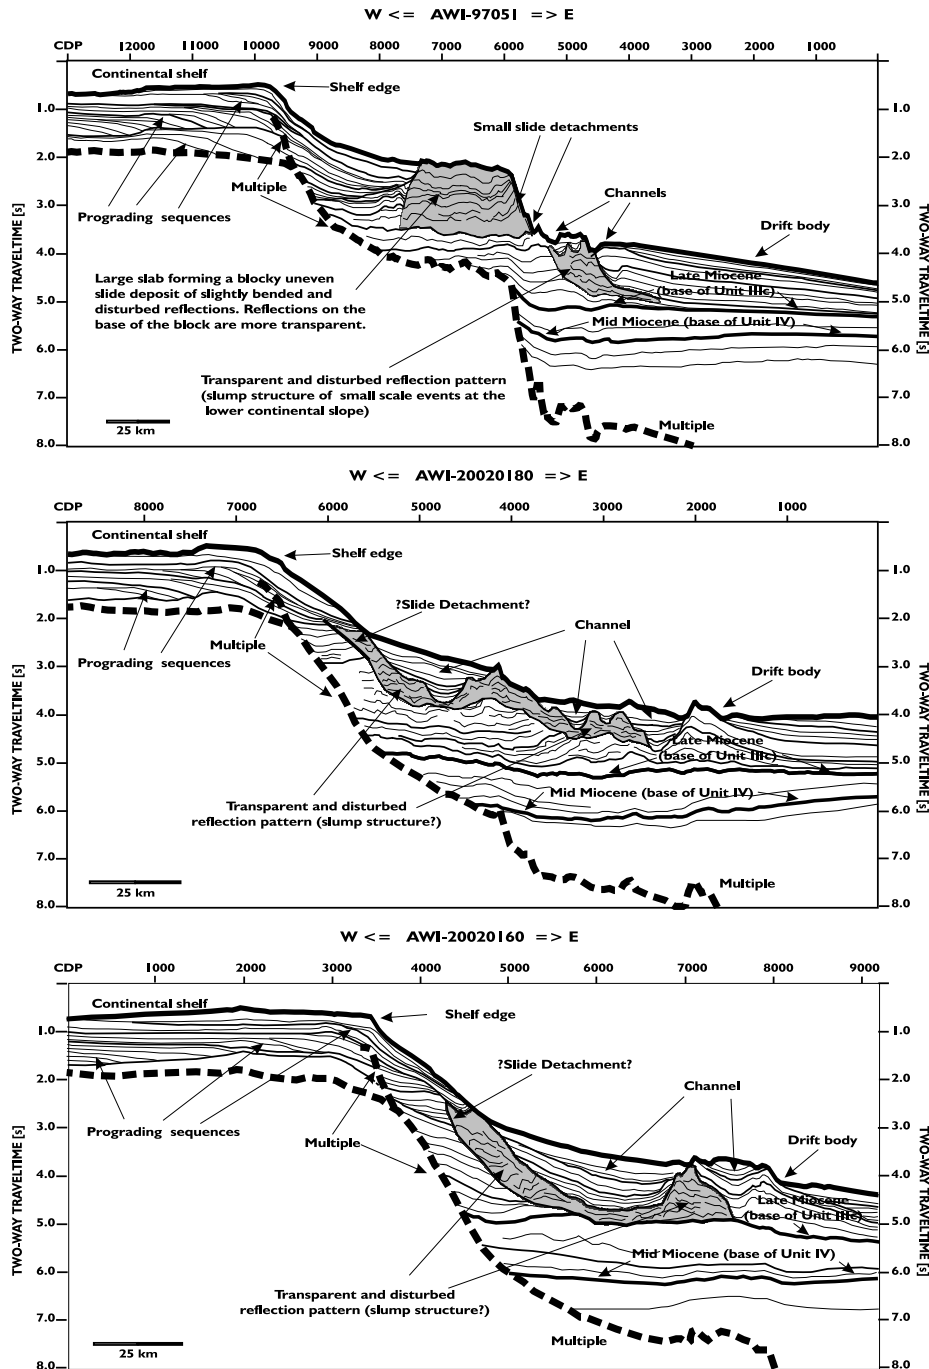 W <= AWI-97051 => E
CDP 12000 11000 10000 9000 8000 7000 6000 5000 4000 3000 2000 1000
Continental shelf
Shelf edge
1.0 1.0
Small slide detachments
2.0 2.0
Multiple
Channels
3.0 3.0
Prograding sequences
Drift body
4.0 4.0
TWO-WAY TRAVELTIME [s]
TWO-WAY TRAVELTIME [s]
Large slab forming a blocky uneven
slide deposit of slightly bended and
disturbed reflections. Reflections on the
base of the block are more transparent.
Late Miocene
(base of Unit IIIc)
5.0 5.0
Mid Miocene (base of Unit IV)
6.0 6.0
Transparent and disturbed reflection pattern
(slump structure of small scale events at the
lower continental slope)
7.0 7.0
25 km
Multiple
8.0 8.0
W <= AWI-20020180 => E
CDP 8000 7000 6000 5000 4000 3000 2000 1000
Continental shelf
Shelf edge
1.0 1.0
?Slide Detachment?
2.0 2.0
Channel
Multiple
Prograding sequences
3.0 3.0
Drift body
4.0 4.0
TWO-WAY TRAVELTIME [s]
TWO-WAY TRAVELTIME [s]
Late Miocene
(base of Unit IIIc)
5.0 5.0
Mid Miocene (base of Unit IV)
Transparent and disturbed
reflection pattern (slump structure?)
6.0 6.0
7.0 7.0
Multiple
25 km
8.0 8.0
W <= AWI-20020160 => E
CDP 1000 2000 3000 4000 5000 6000 7000 8000 9000
Continental shelf
Shelf edge
1.0 1.0
?Slide Detachment?
2.0 2.0
Channel
Prograding sequences
Multiple
3.0 3.0
Drift body
4.0 4.0
TWO-WAY TRAVELTIME [s]
TWO-WAY TRAVELTIME [s]
Late Miocene
(base of Unit IIIc)
5.0 5.0
Mid Miocene (base of Unit IV)
6.0 6.0
Transparent and disturbed
reflection pattern (slump structure?)
7.0 7.0
Multiple
25 km
8.0 8.0